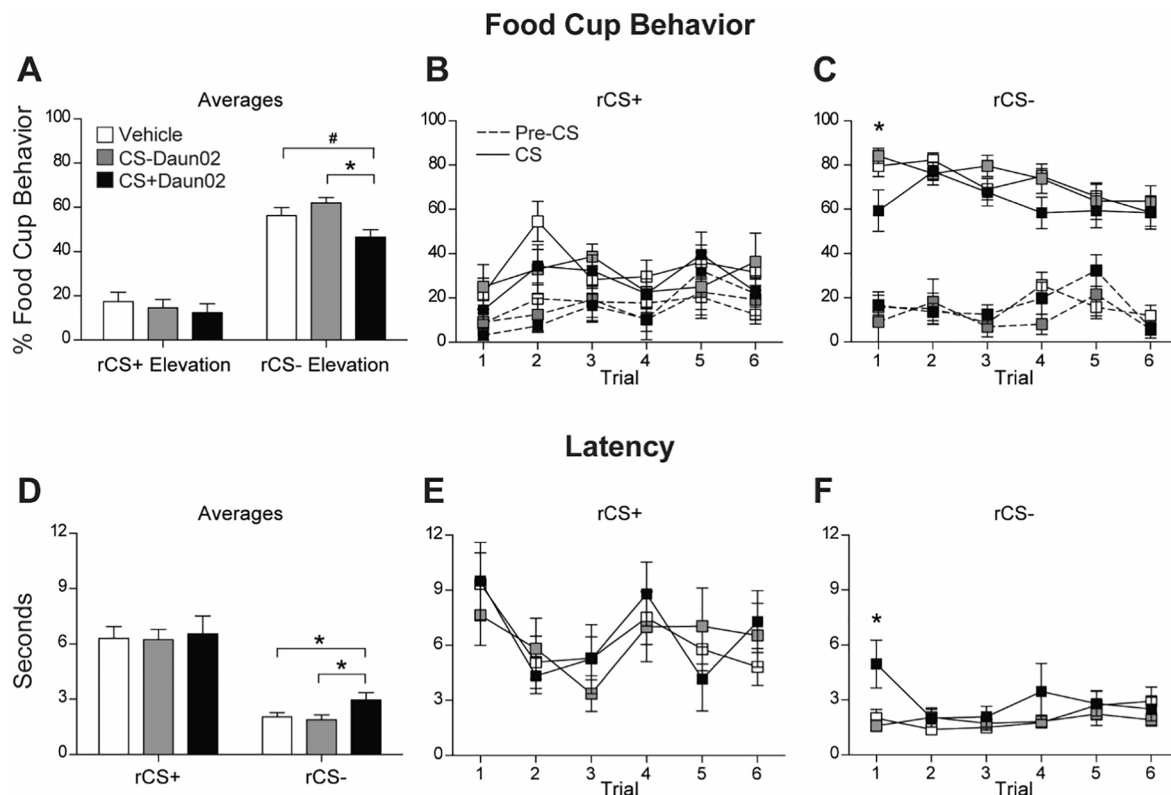 Food Cup Behavior
A
B
C
Averages
rCS+
rCS-
% Food Cup Behavior
100
80
60
40
20
0
Vehicle
CS-Daun02
CS+Daun02
#
*
rCS+ Elevation
rCS- Elevation
100
80
60
40
20
0
Pre-CS
CS
1 2 3 4 5 6
Trial
100
80
60
40
20
0
*
1 2 3 4 5 6
Trial
Latency
D
E
F
Averages
rCS+
rCS-
Seconds
12
9
6
3
0
*
*
rCS+
rCS-
12
9
6
3
0
1 2 3 4 5 6
Trial
12
9
6
3
0
*
1 2 3 4 5 6
Trial